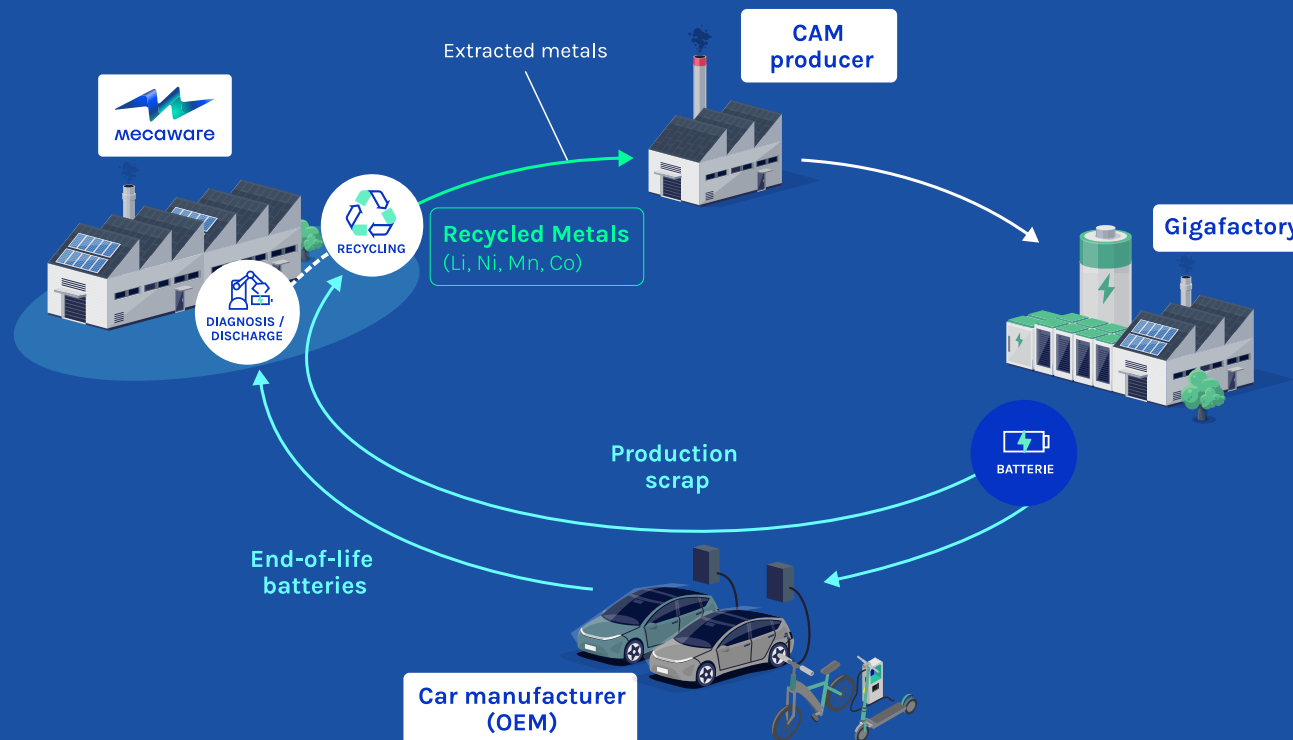 CAM
producer
Extracted metals
mecaware
Gigafactory
RECYCLING
Recycled Metals
(Li, Ni, Mn, Co)
DIAGNOSIS /
DISCHARGE
BATTERIE
Production
scrap
End-of-life
batteries
Car manufacturer
(OEM)